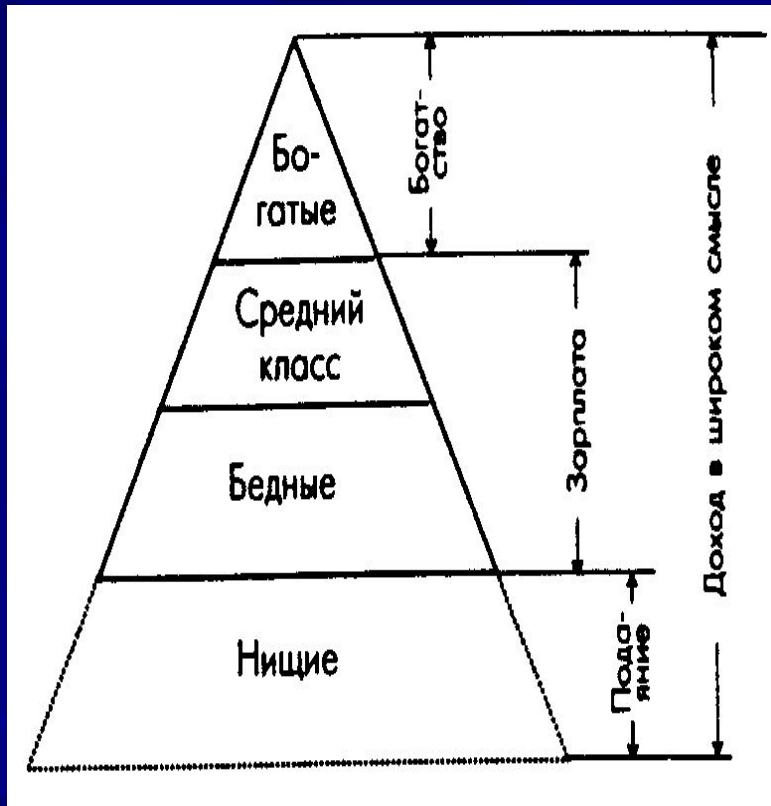 Бо-
гатые
Средний
класс
Бедные
Нищие
Богат-
ство
Зарплата
Пода-
яние
Доход в широком смысле